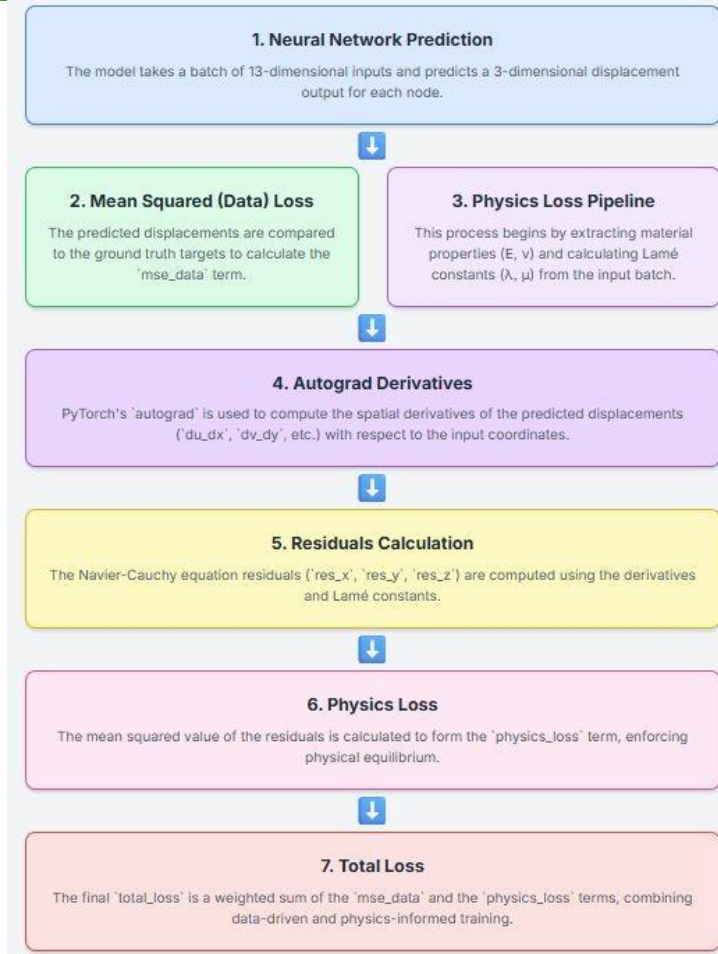 1. Neural Network Prediction
The model takes a batch of 13-dimensional inputs and predicts a 3-dimensional displacement
output for each node.
2. Mean Squared (Data) Loss
The predicted displacements are compared
to the ground truth targets to calculate the
`mse_data` term.
3. Physics Loss Pipeline
This process begins by extracting material
properties (E, ν) and calculating Lamé
constants (λ, μ) from the input batch.
4. Autograd Derivatives
PyTorch's `autograd` is used to compute the spatial derivatives of the predicted displacements
(`du_dx`, `dv_dy`, etc.) with respect to the input coordinates.
5. Residuals Calculation
The Navier-Cauchy equation residuals (`res_x`, `res_y`, `res_z`) are computed using the derivatives
and Lamé constants.
6. Physics Loss
The mean squared value of the residuals is calculated to form the `physics_loss` term, enforcing
physical equilibrium.
7. Total Loss
The final `total_loss` is a weighted sum of the `mse_data` and the `physics_loss` terms, combining
data-driven and physics-informed training.